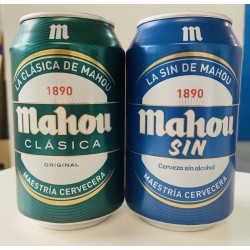 m
LA CLÁSICA DE MAHOU
1890
Mahou
CLÁSICA
ORIGINAL
MAESTRÍA CERVECERA
m
LA SIN DE MAHOU
1890
Mahou
SIN
Cerveza sin alcohol
MAESTRÍA CERVECERA